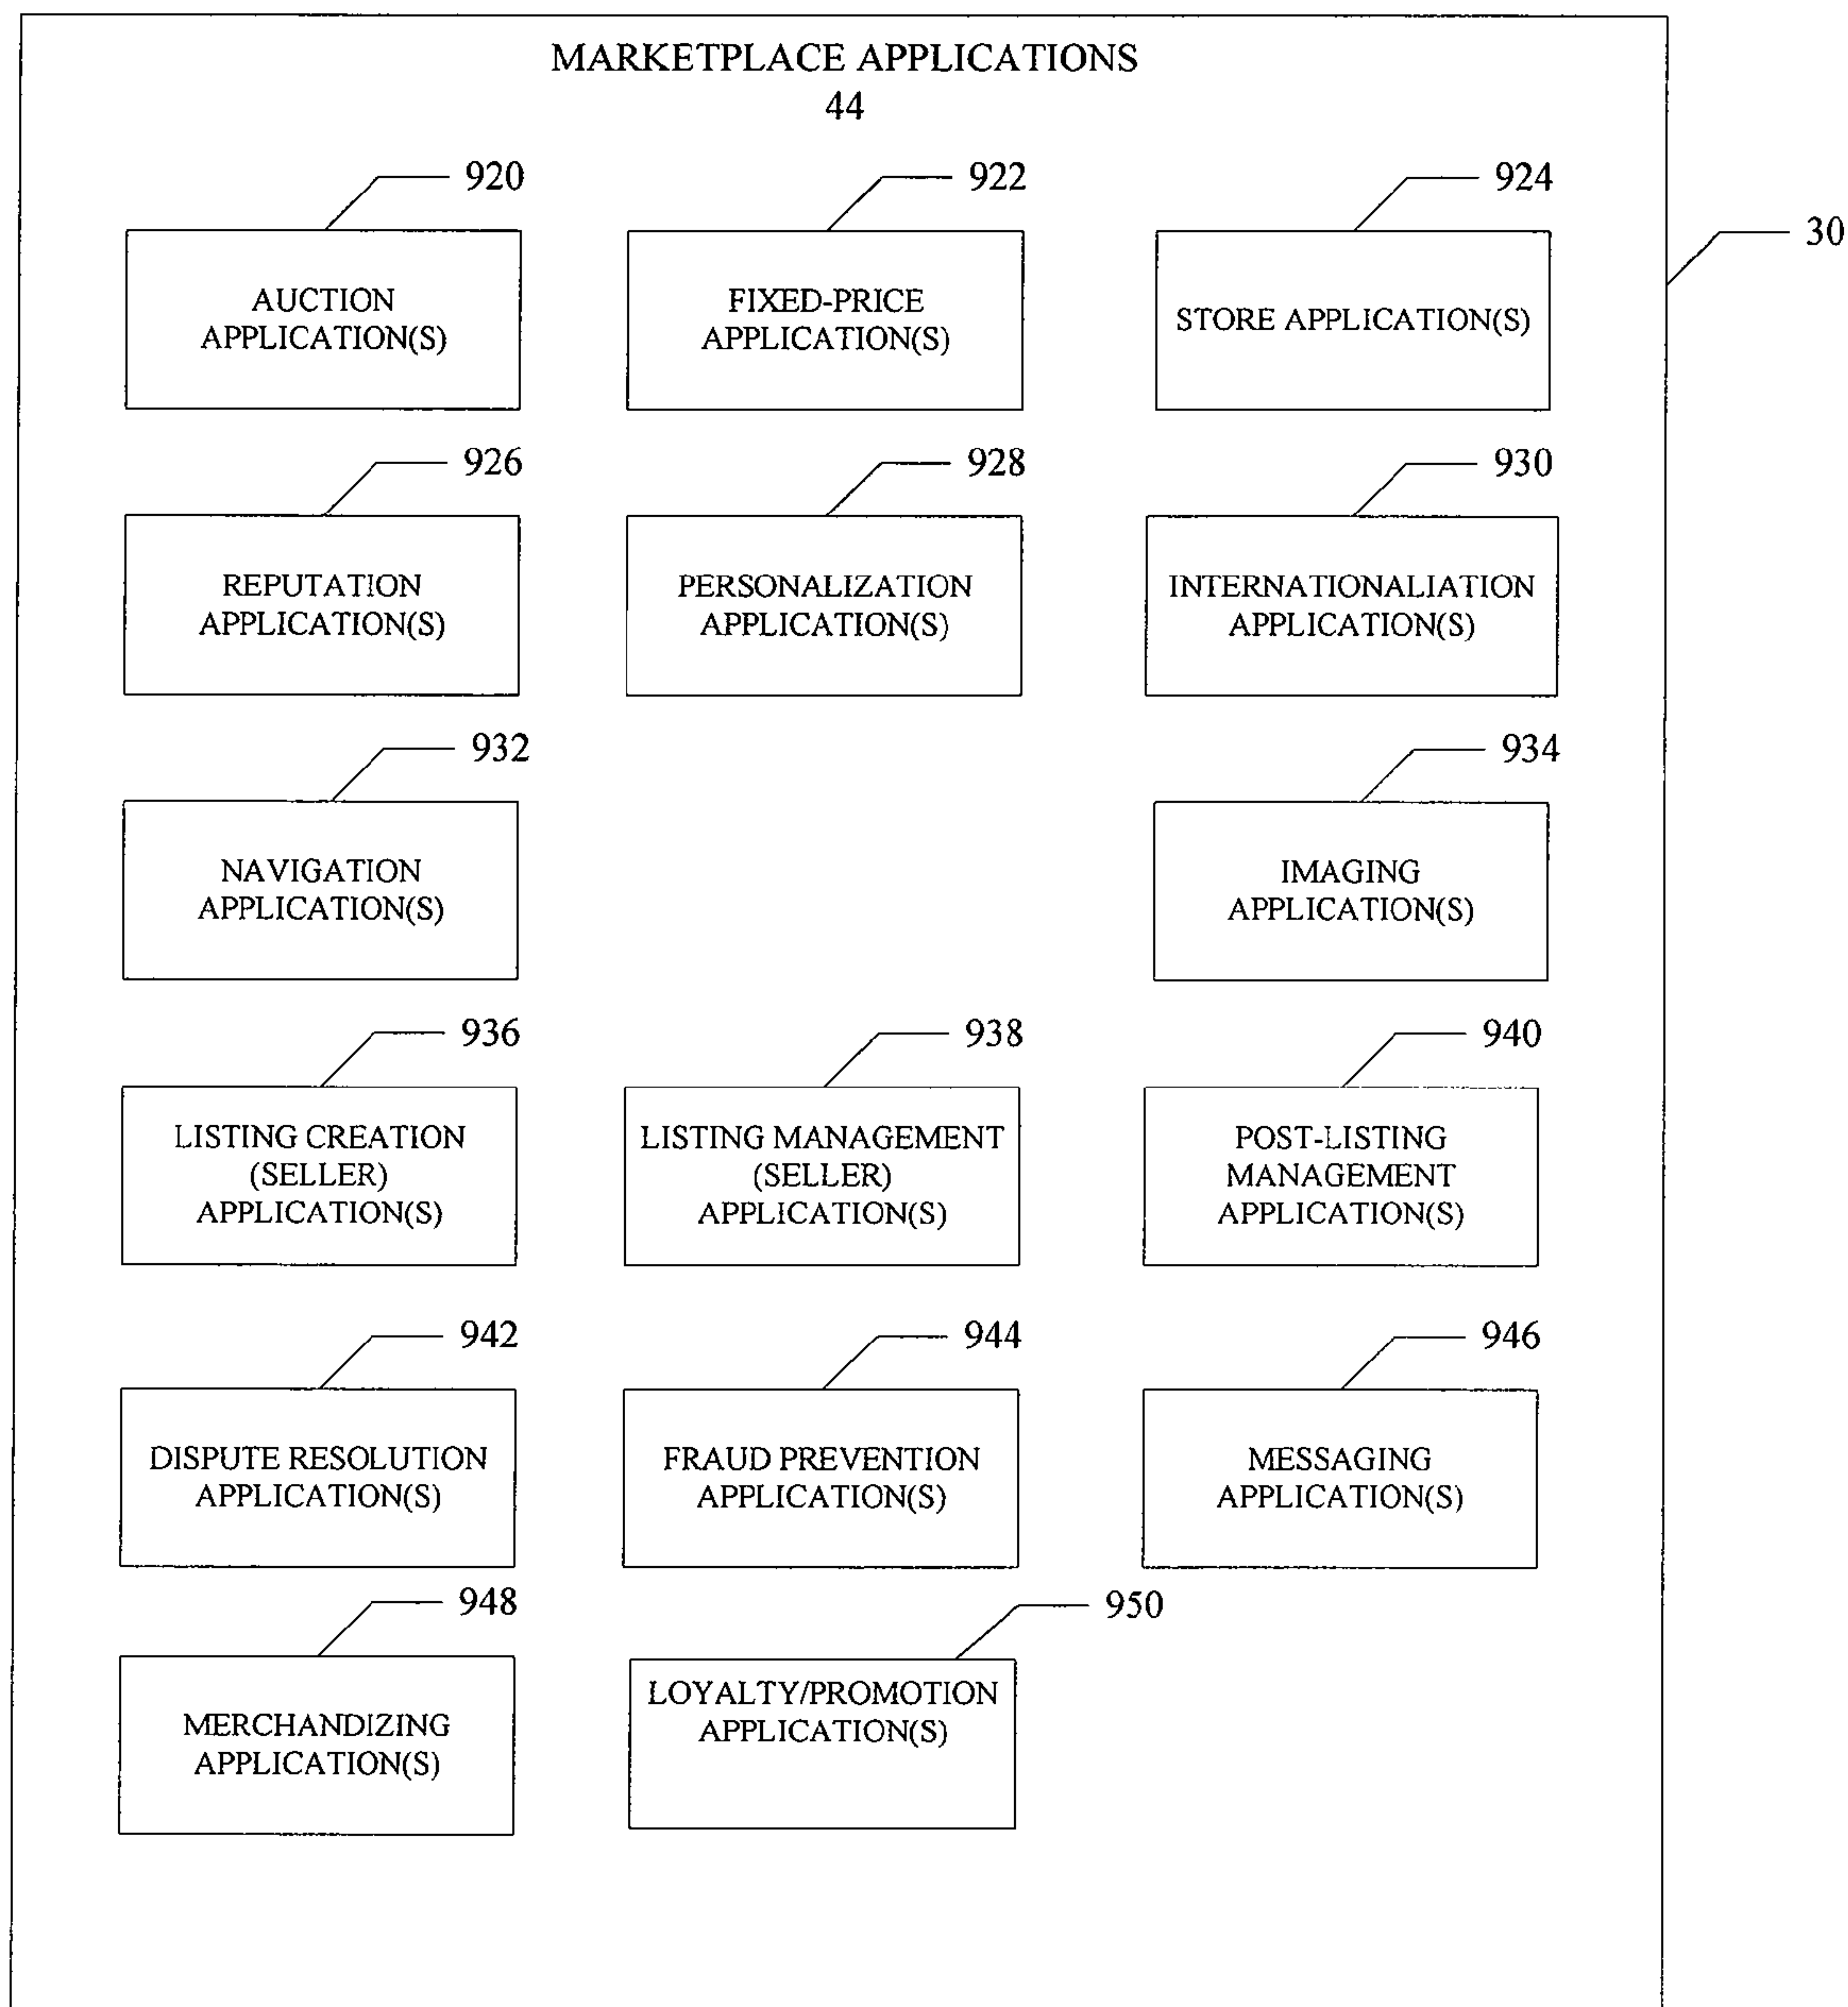 MARKETPLACE APPLICATIONS
44
920
922
924
30
AUCTION
APPLICATION(S)
FIXED-PRICE
APPLICATION(S)
STORE APPLICATION(S)
926
928
930
REPUTATION
APPLICATION(S)
PERSONALIZATION
APPLICATION(S)
INTERNATIONALIATION
APPLICATION(S)
932
934
NAVIGATION
APPLICATION(S)
IMAGING
APPLICATION(S)
936
938
940
LISTING CREATION
(SELLER)
APPLICATION(S)
LISTING MANAGEMENT
(SELLER)
APPLICATION(S)
POST-LISTING
MANAGEMENT
APPLICATION(S)
942
944
946
DISPUTE RESOLUTION
APPLICATION(S)
FRAUD PREVENTION
APPLICATION(S)
MESSAGING
APPLICATION(S)
948
950
MERCHANDIZING
APPLICATION(S)
LOYALTY/PROMOTION
APPLICATION(S)